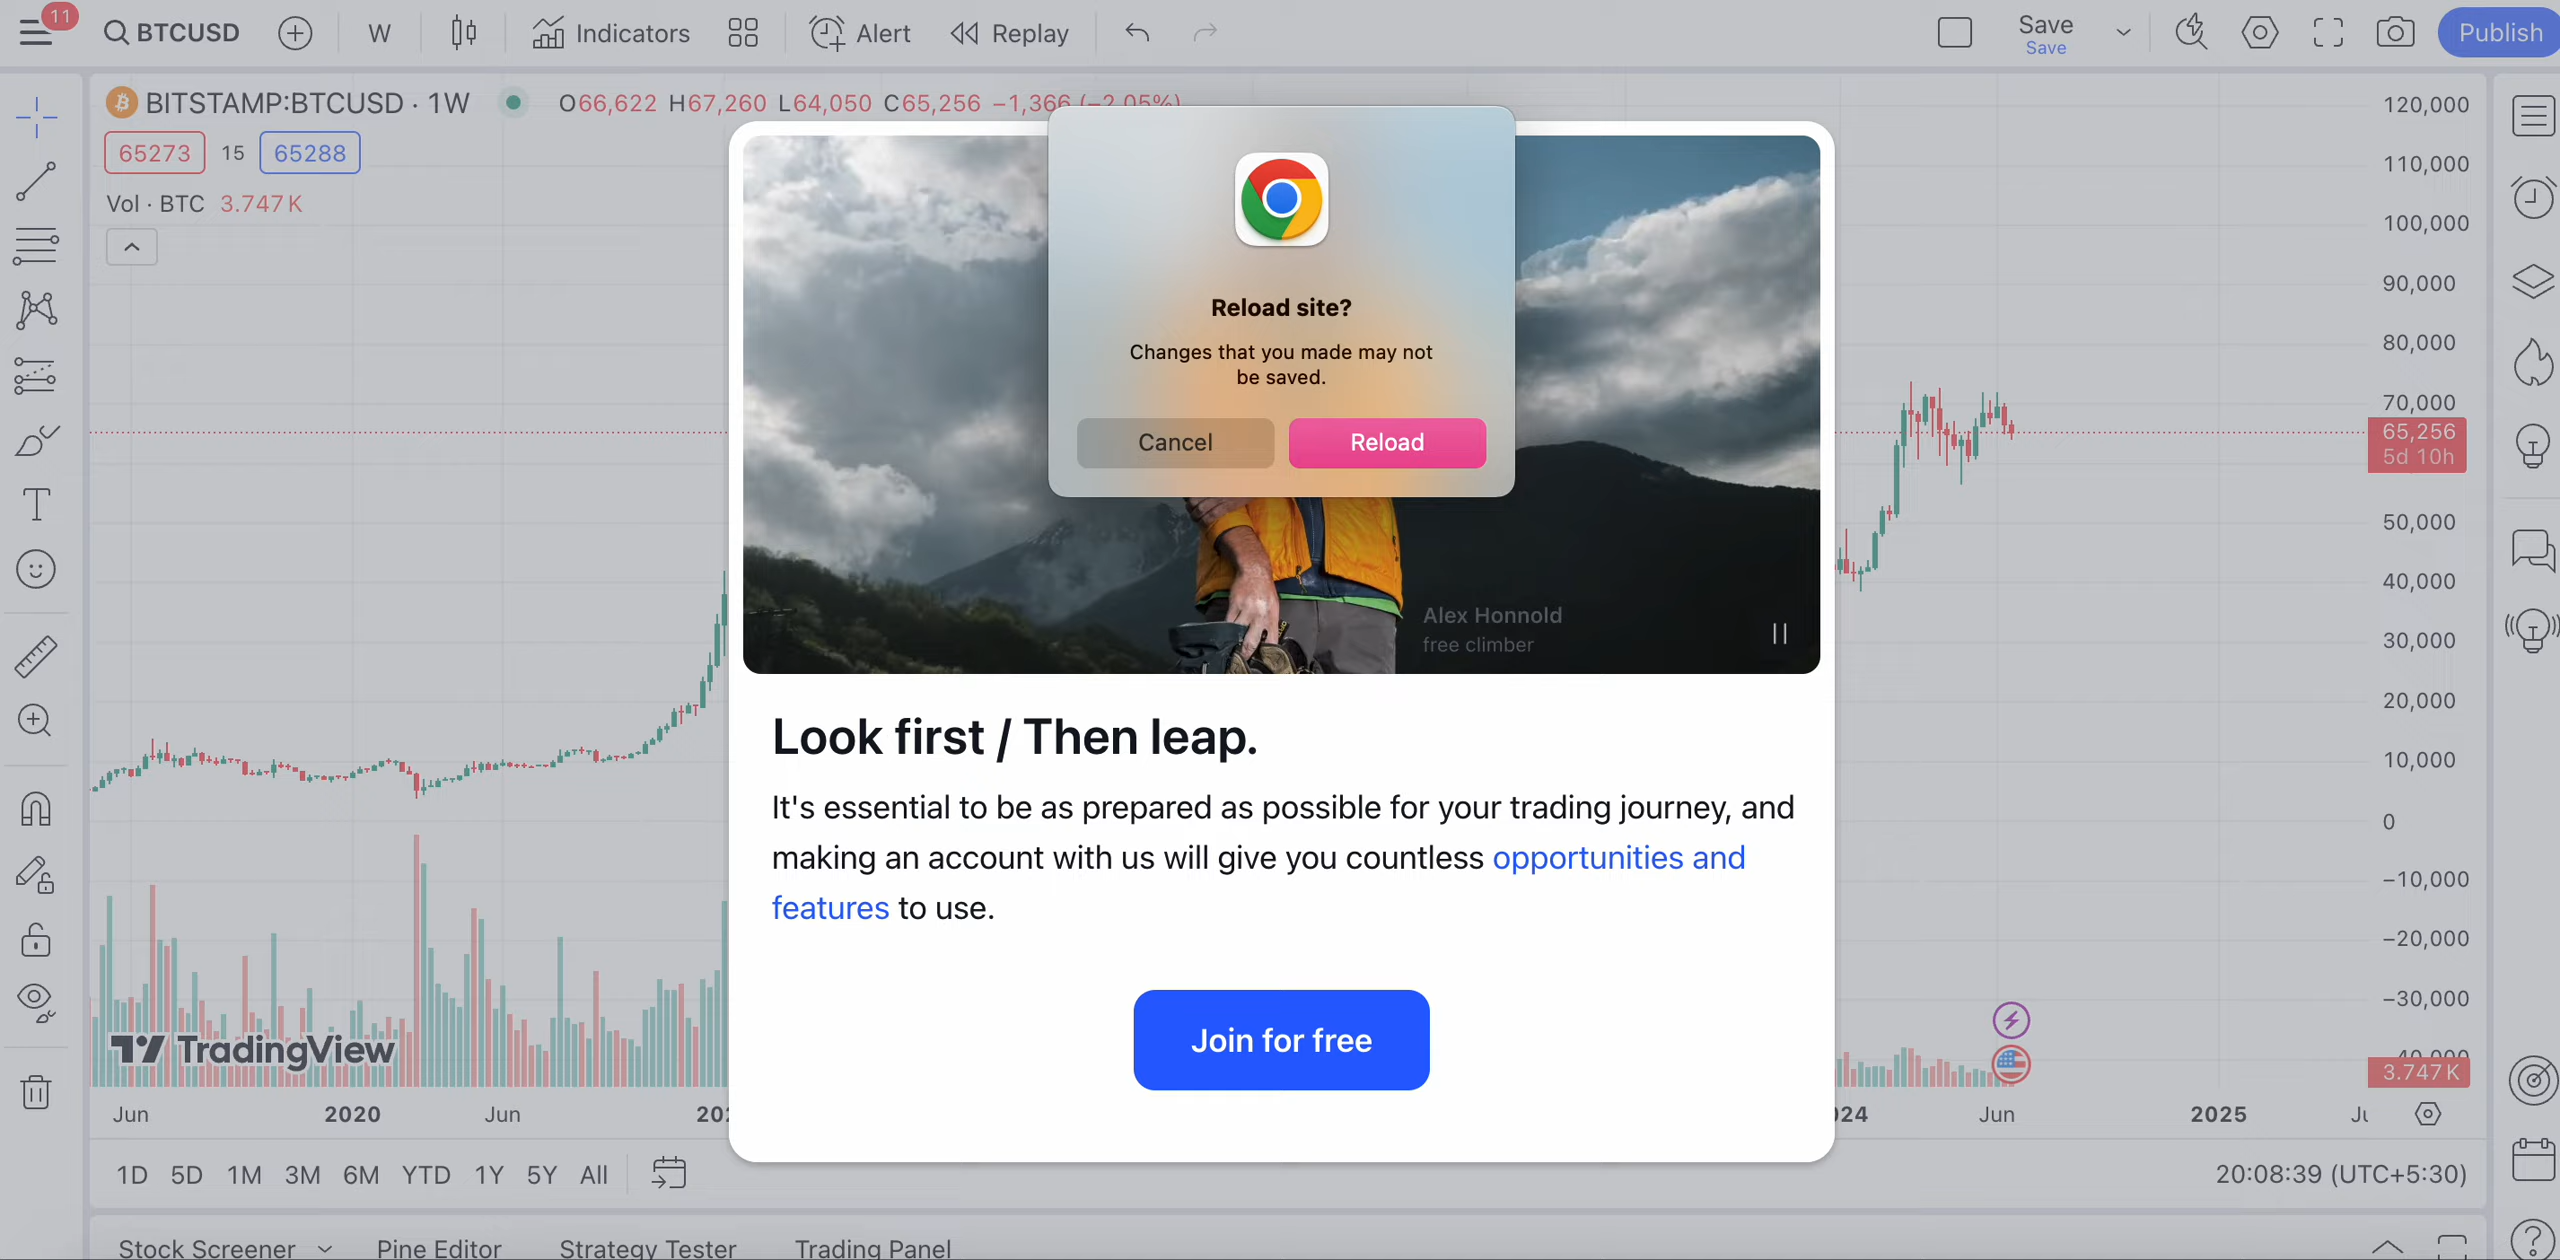 11
BTCUSD
W
Indicators
Alert
Replay
Save
Save
Publish
BITSTAMP:BTCUSD · 1W
O66,622 H67,260 L64,050 C65,256 −1,366 (−2.05%)
65273 15 65288
Vol · BTC 3.747K
Reload site?
Changes that you made may not
be saved.
Cancel
Reload
Alex Honnold
free climber
Look first / Then leap.
It's essential to be as prepared as possible for your trading journey, and
making an account with us will give you countless opportunities and
features to use.
Join for free
120,000
110,000
100,000
90,000
80,000
70,000
65,256
5d 10h
50,000
40,000
30,000
20,000
10,000
0
−10,000
−20,000
−30,000
3.747K
TradingView
Jun 2020 Jun Jun 2025
1D 5D 1M 3M 6M YTD 1Y 5Y All
20:08:39 (UTC+5:30)
Stock Screener Pine Editor Strategy Tester Trading Panel